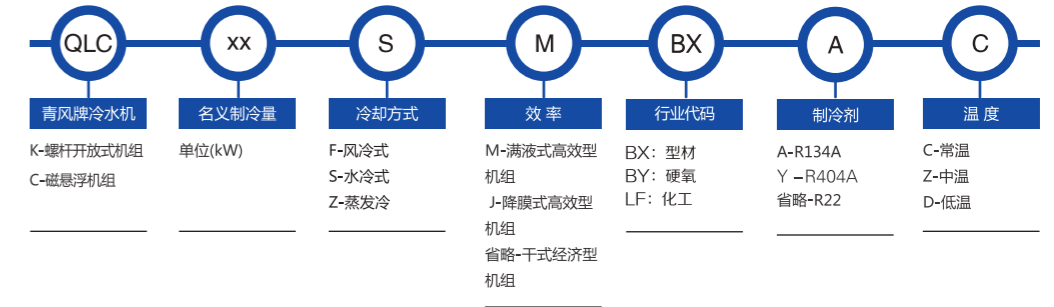 QLC
xx
S
M
BX
A
C
青风牌冷水机
名义制冷量
冷却方式
效率
行业代码
制冷剂
温度
K-螺杆开放式机组
C-磁悬浮机组
单位(kW)
F-风冷式
S-水冷式
Z-蒸发冷
M-满液式高效型
机组
J-降膜式高效型
机组
省略-干式经济型
机组
BX：型材
BY：硬氧
LF：化工
A-R134A
Y –R404A
省略-R22
C-常温
Z-中温
D-低温